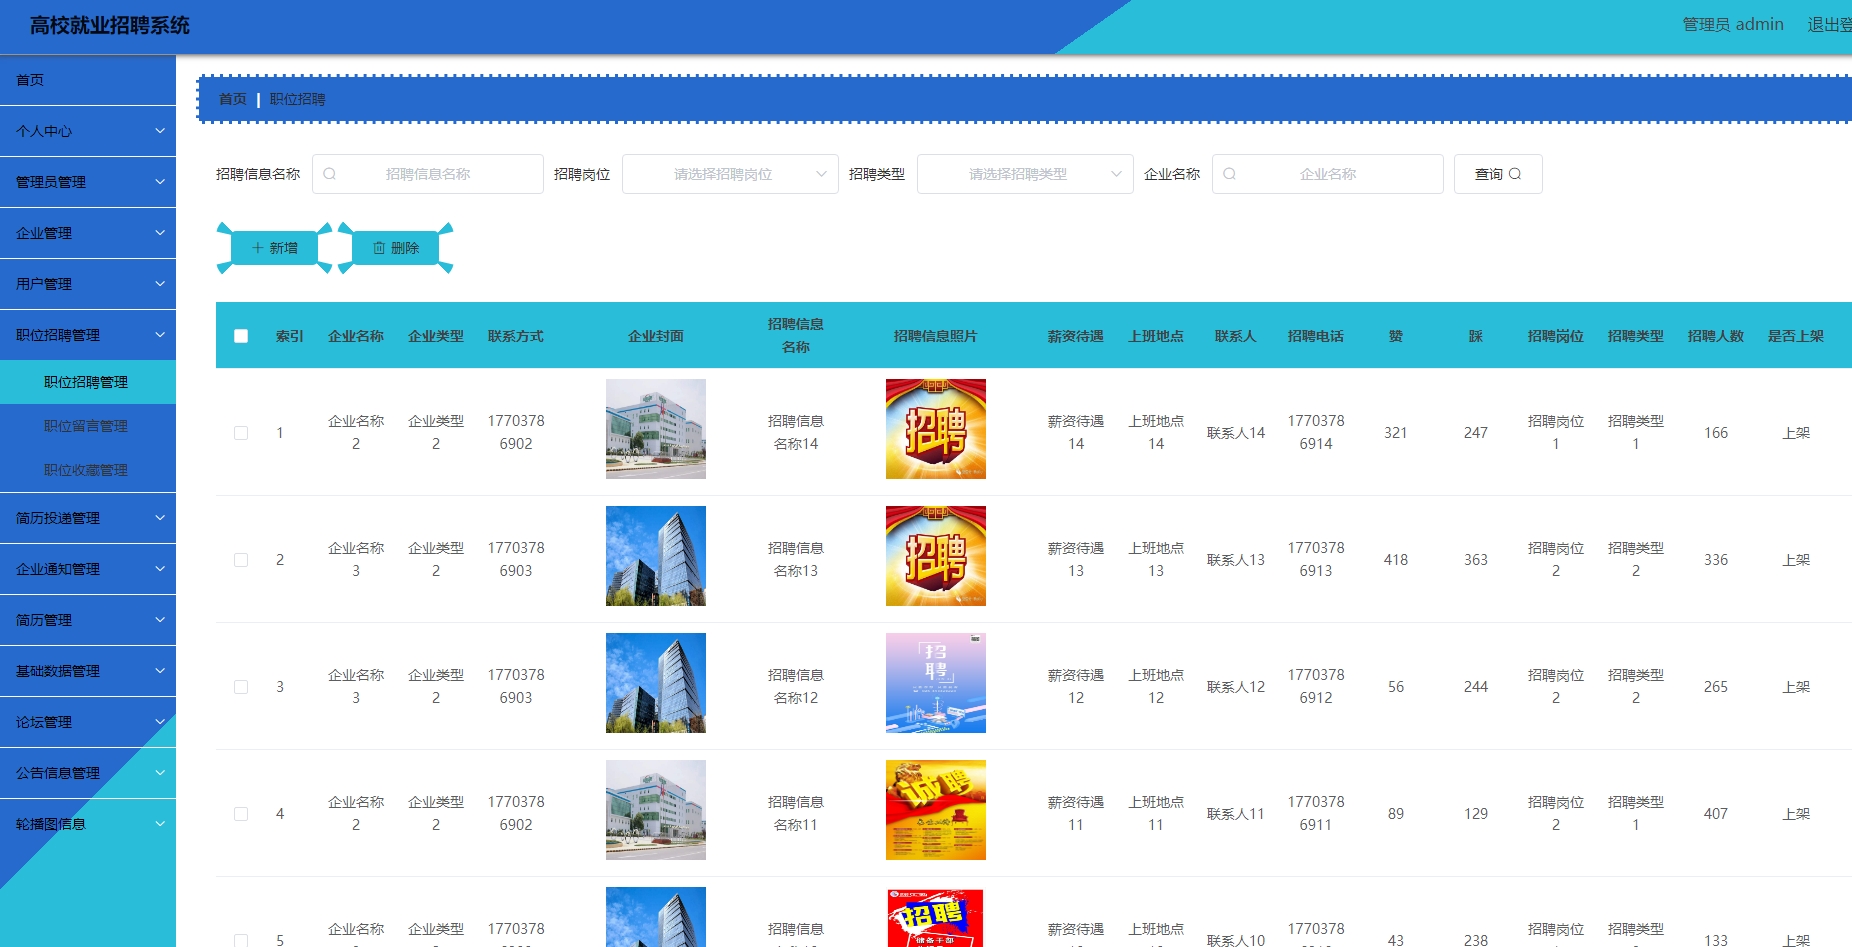 高校就业招聘系统
管理员 admin
退出登
首页
个人中心
管理员管理
企业管理
用户管理
职位招聘管理
职位招聘管理
职位留言管理
职位收藏管理
简历投递管理
企业通知管理
简历管理
基础数据管理
论坛管理
公告信息管理
轮播图信息
首页 | 职位招聘
招聘信息名称 招聘信息名称 招聘岗位 请选择招聘岗位 招聘类型 请选择招聘类型 企业名称 企业名称 查询
新增 删除
索引 企业名称 企业类型 联系方式 企业封面 招聘信息名称 招聘信息照片 薪资待遇 上班地点 联系人 招聘电话 赞 踩 招聘岗位 招聘类型 招聘人数 是否上架
1 企业名称2 企业类型2 17703786902 招聘信息名称14 招聘 薪资待遇14 上班地点14 联系人14 17703786914 321 247 招聘岗位1 招聘类型1 166 上架
2 企业名称3 企业类型2 17703786903 招聘信息名称13 招聘 薪资待遇13 上班地点13 联系人13 17703786913 418 363 招聘岗位2 招聘类型2 336 上架
3 企业名称3 企业类型2 17703786903 招聘信息名称12 招聘 薪资待遇12 上班地点12 联系人12 17703786912 56 244 招聘岗位2 招聘类型2 265 上架
4 企业名称2 企业类型2 17703786902 招聘信息名称11 诚聘 薪资待遇11 上班地点11 联系人11 17703786911 89 129 招聘岗位2 招聘类型1 407 上架
5 企业名称 企业类型 1770378 招聘信息 招聘 储备干部 薪资待遇 上班地点 联系人10 1770378 43 238 招聘岗位 招聘类型 133 上架